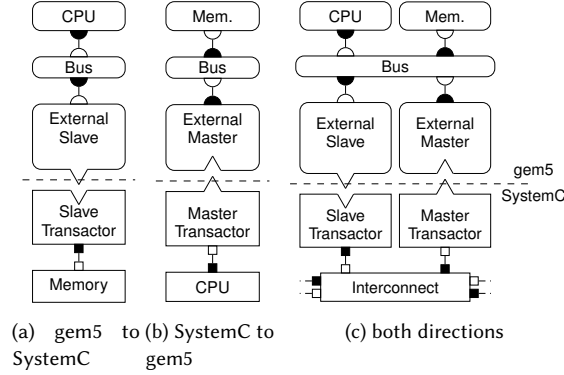 CPU
Bus
External
Slave
Slave
Transactor
Memory
(a) gem5 to
SystemC
Mem.
Bus
External
Master
Master
Transactor
CPU
(b) SystemC to
gem5
CPU
Mem.
Bus
External
Slave
External
Master
gem5
SystemC
Slave
Transactor
Master
Transactor
Interconnect
(c) both directions